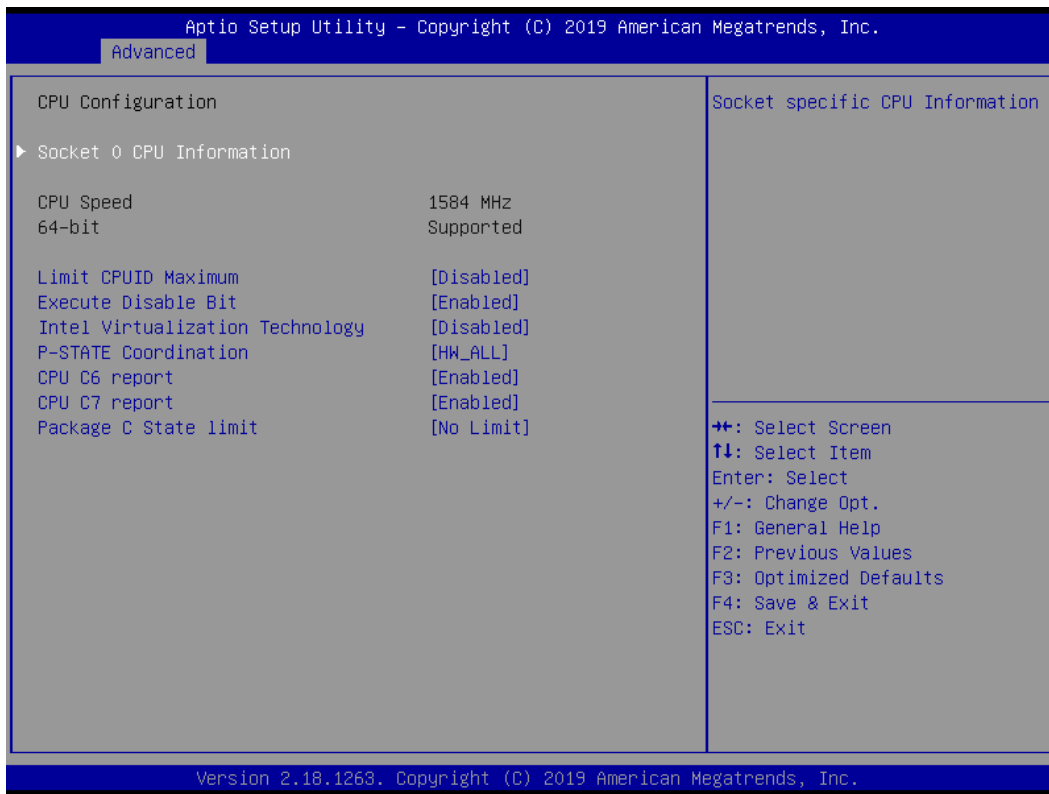 Aptio Setup Utility – Copyright (C) 2019 American Megatrends, Inc.
Advanced
CPU Configuration
Socket 0 CPU Information
CPU Speed 1584 MHz
64-bit Supported
Limit CPUID Maximum [Disabled]
Execute Disable Bit [Enabled]
Intel Virtualization Technology [Disabled]
P-STATE Coordination [HW_ALL]
CPU C6 report [Enabled]
CPU C7 report [Enabled]
Package C State limit [No Limit]
Socket specific CPU Information
→←: Select Screen
↑↓: Select Item
Enter: Select
+/-: Change Opt.
F1: General Help
F2: Previous Values
F3: Optimized Defaults
F4: Save & Exit
ESC: Exit
Version 2.18.1263. Copyright (C) 2019 American Megatrends, Inc.